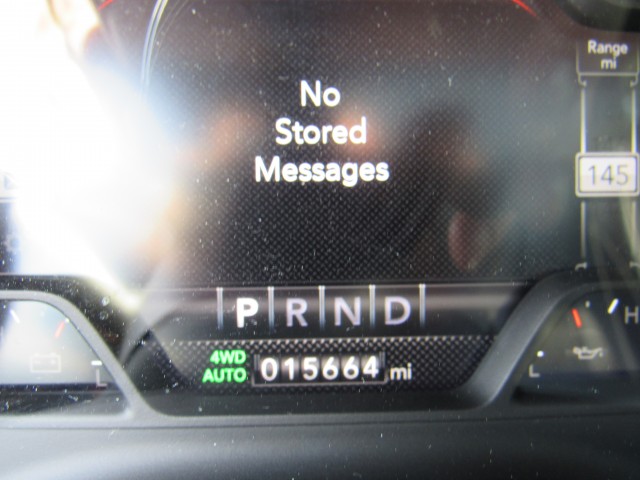 Range
mi
No
Stored
Messages
145
P R N D
4WD
AUTO
015664 mi
H
L
L